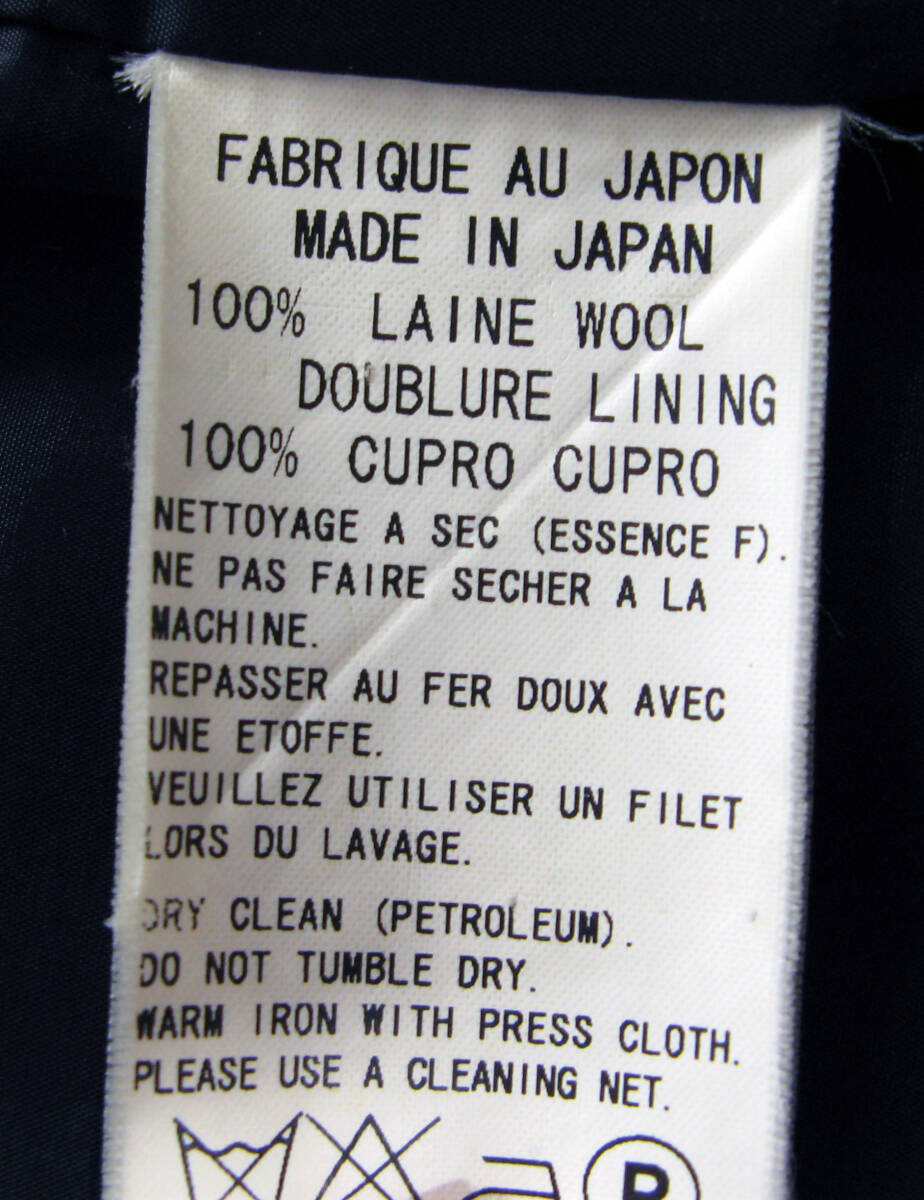 FABRIQUE AU JAPON
MADE IN JAPAN
100% LAINE WOOL
DOUBLURE LINING
100% CUPRO CUPRO
NETTOYAGE A SEC (ESSENCE F).
NE PAS FAIRE SECHER A LA
MACHINE.
REPASSER AU FER DOUX AVEC
UNE ETOFFE.
VEUILLEZ UTILISER UN FILET
LORS DU LAVAGE.
DRY CLEAN (PETROLEUM).
DO NOT TUMBLE DRY.
WARM IRON WITH PRESS CLOTH.
PLEASE USE A CLEANING NET.
P